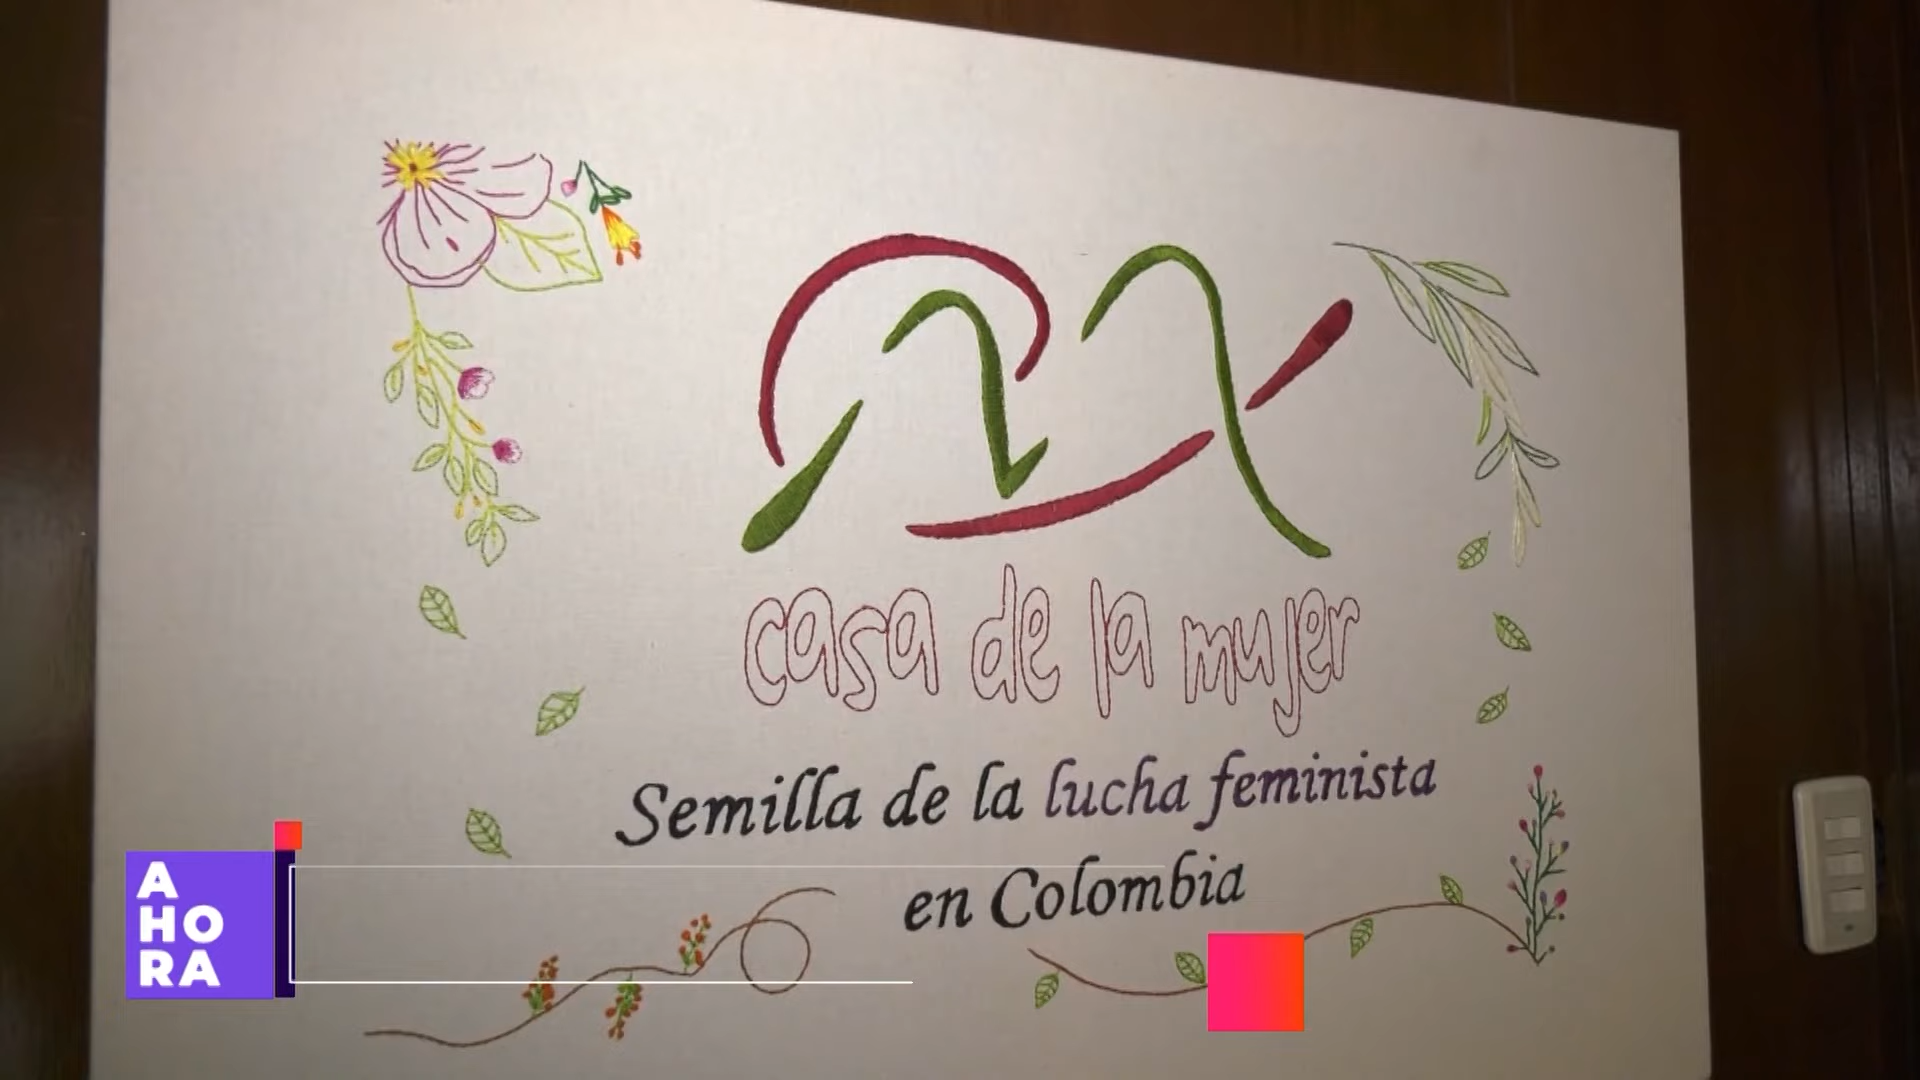 casa de la mujer
Semilla de la lucha feminista
en Colombia
A
HO
RA